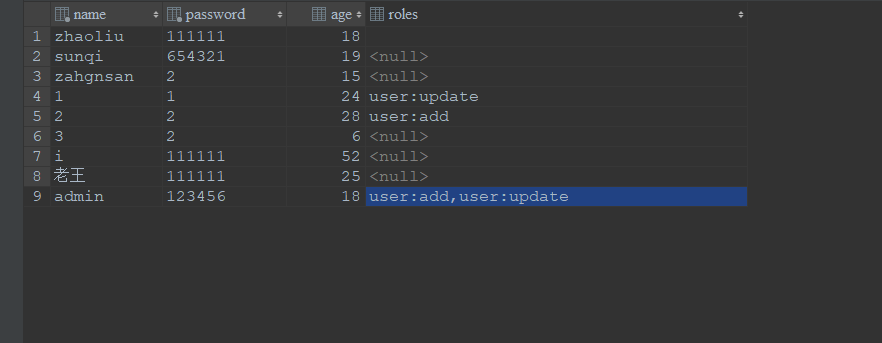 name password age roles
1 zhaoliu 111111 18
2 sunqi 654321 19 <null>
3 zahgnsan 2 15 <null>
4 1 1 24 user:update
5 2 2 28 user:add
6 3 2 6 <null>
7 i 111111 52 <null>
8 老王 111111 25 <null>
9 admin 123456 18 user:add,user:update